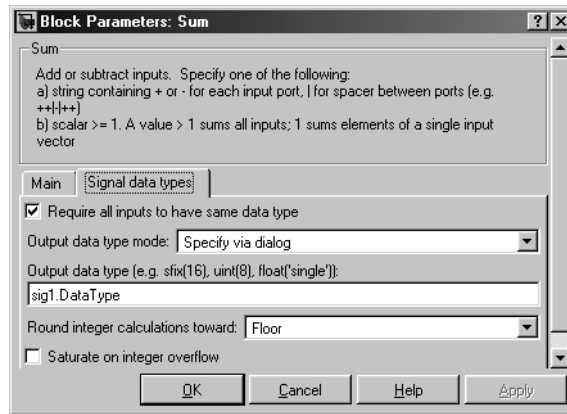 Block Parameters: Sum
Sum
Add or subtract inputs. Specify one of the following:
a) string containing + or - for each input port, | for spacer between ports (e.g.
++|-|++)
b) scalar >= 1. A value > 1 sums all inputs; 1 sums elements of a single input
vector
Main Signal data types
Require all inputs to have same data type
Output data type mode: Specify via dialog
Output data type (e.g. sfix(16), uint(8), float('single')):
sig1.DataType
Round integer calculations toward: Floor
Saturate on integer overflow
OK Cancel Help Apply